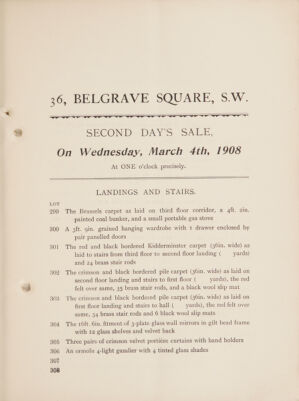 36, BELGRAVE SQUARE, S.W.
SECOND DAY'S SALE,
On Wednesday, March 4th, 1908
At ONE o'clock precisely.
LANDINGS AND STAIRS.
LOT
299 The Brussels carpet as laid on third floor corridor, a 4ft. 2in.
painted coal bunker, and a small portable gas stove
300 A 3ft. 9in. grained hanging wardrobe with 1 drawer enclosed by
pair panelled doors
301 The red and black bordered Kidderminster carpet (36in. wide) as
laid to stairs from third floor to second floor landing ( yards)
and 24 brass stair rods
302 The crimson and black bordered pile carpet (36in. wide) as laid on
second floor landing and stairs to first floor ( yards), the red
felt over same, 35 brass stair rods, and a black wool slip mat
303 The crimson and black bordered pile carpet (36in. wide) as laid on
first floor landing and stairs to hall ( yards), the red felt over
same, 34 brass stair rods and 6 black wool slip mats
304 The 16ft. 6in. fitment of 3-plate glass wall mirrors in gilt bead frame
with 12 glass shelves and velvet back
305 Three pairs of crimson velvet portière curtains with band holders
306 An ormolu 4-light gasalier with 4 tinted glass shades
307
308